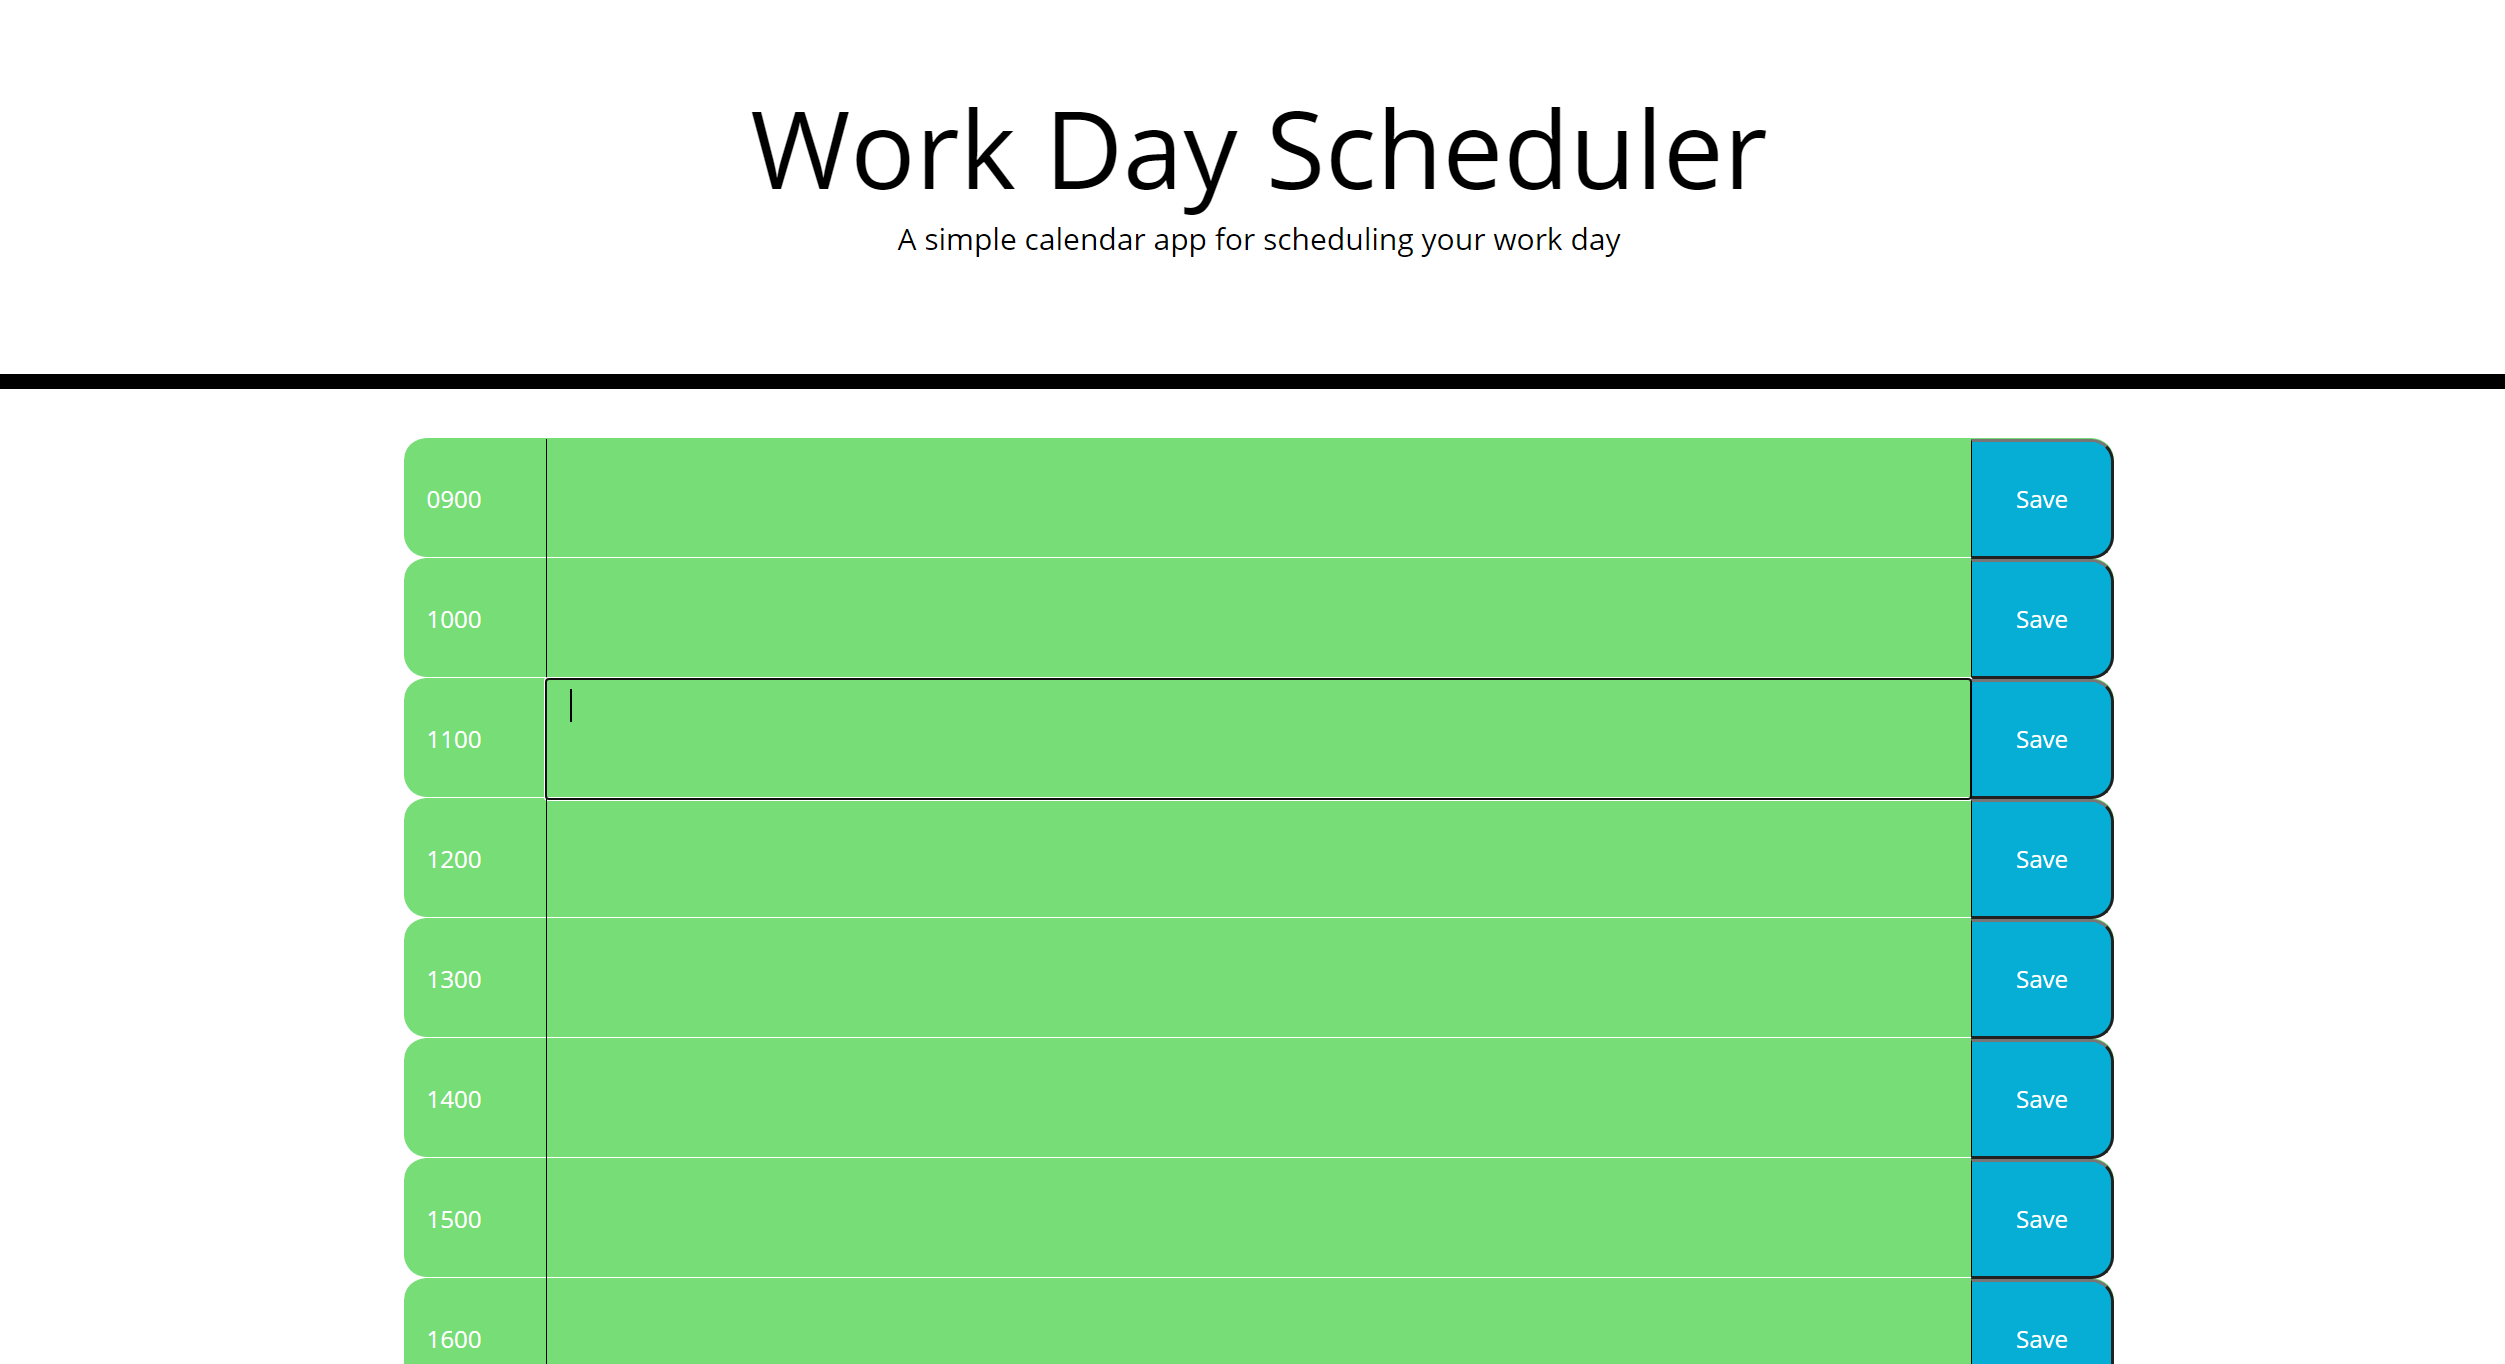 Work Day Scheduler
A simple calendar app for scheduling your work day
0900 Save
1000 Save
1100 Save
1200 Save
1300 Save
1400 Save
1500 Save
1600 Save